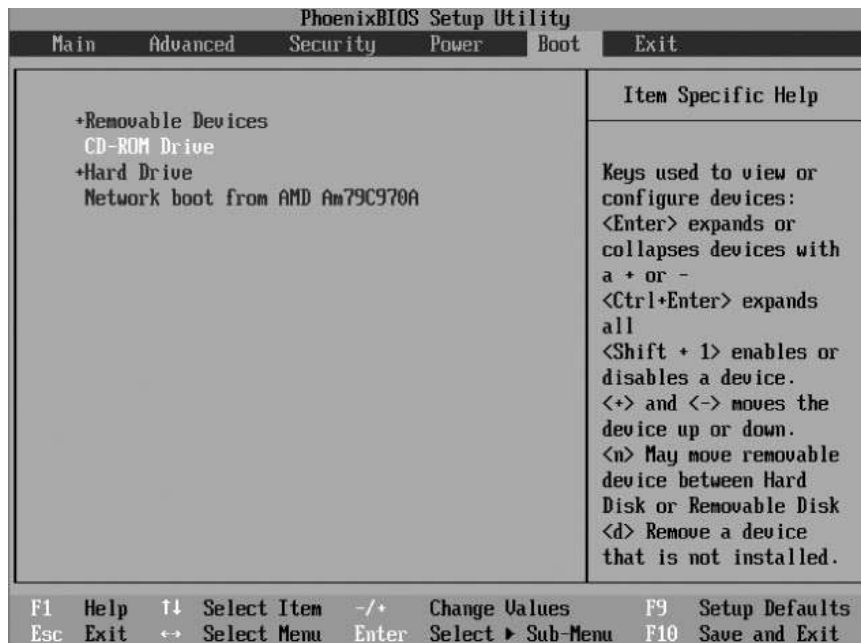 PhoenixBIOS Setup Utility
Main Advanced Security Power Boot Exit
+Removable Devices
CD-ROM Drive
+Hard Drive
Network boot from AMD Am79C970A
Item Specific Help
Keys used to view or
configure devices:
<Enter> expands or
collapses devices with
a + or -
<Ctrl+Enter> expands
all
<Shift + 1> enables or
disables a device.
<+> and <-> moves the
device up or down.
<n> May move removable
device between Hard
Disk or Removable Disk
<d> Remove a device
that is not installed.
F1 Help ↑↓ Select Item -/+ Change Values F9 Setup Defaults
Esc Exit ↔ Select Menu Enter Select ▶ Sub-Menu F10 Save and Exit